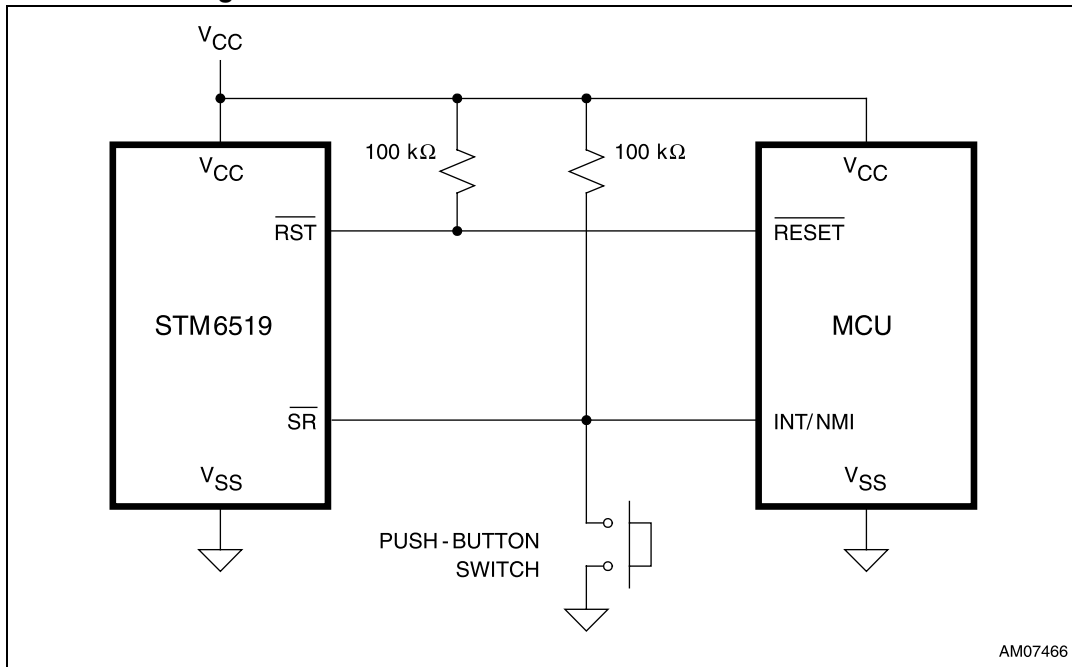 VCC
100 kΩ
100 kΩ
VCC
VCC
RST
RESET
STM6519
MCU
SR
INT/NMI
VSS
VSS
PUSH-BUTTON
SWITCH
AM07466